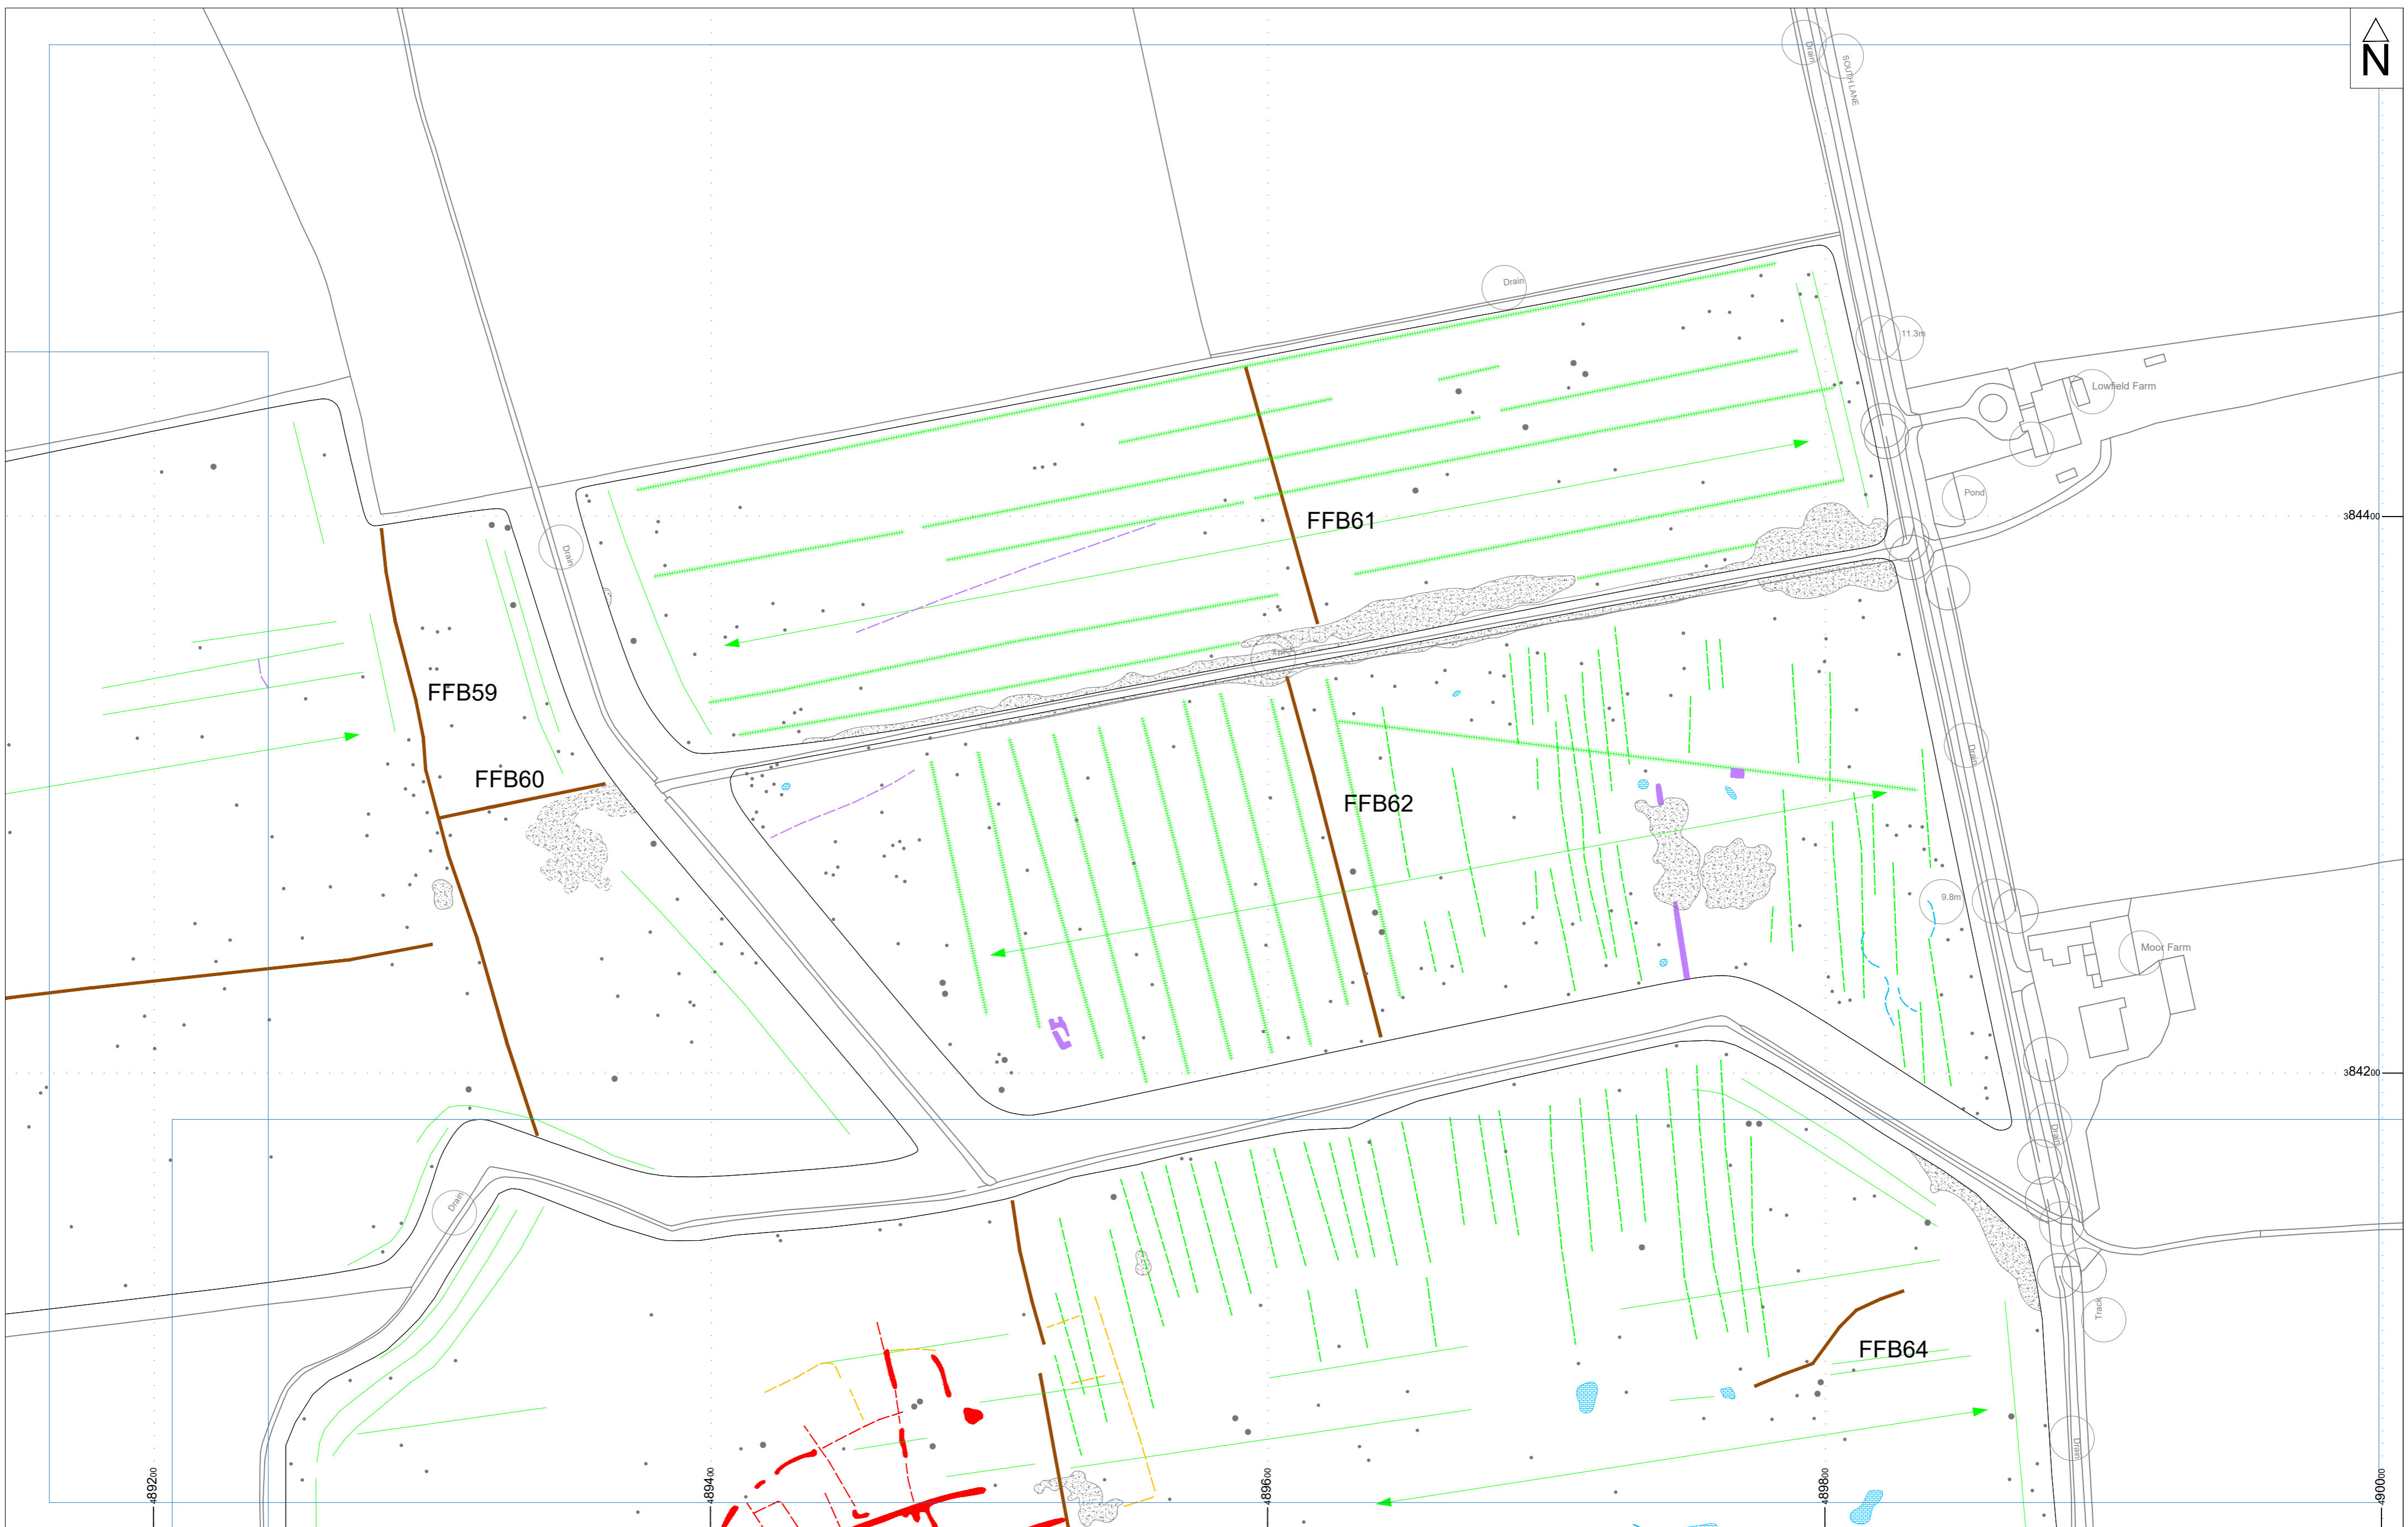 N
Drain
SOUTH LANE
Drain
11.3m
Lowfield Farm
Pond
FFB61
384400
Drain
FFB59
FFB60
FFB62
Drain
9.8m
Moor Farm
384200
Drain
Drain
Track
FFB64
Drain
489200
489400
489600
489800
490000